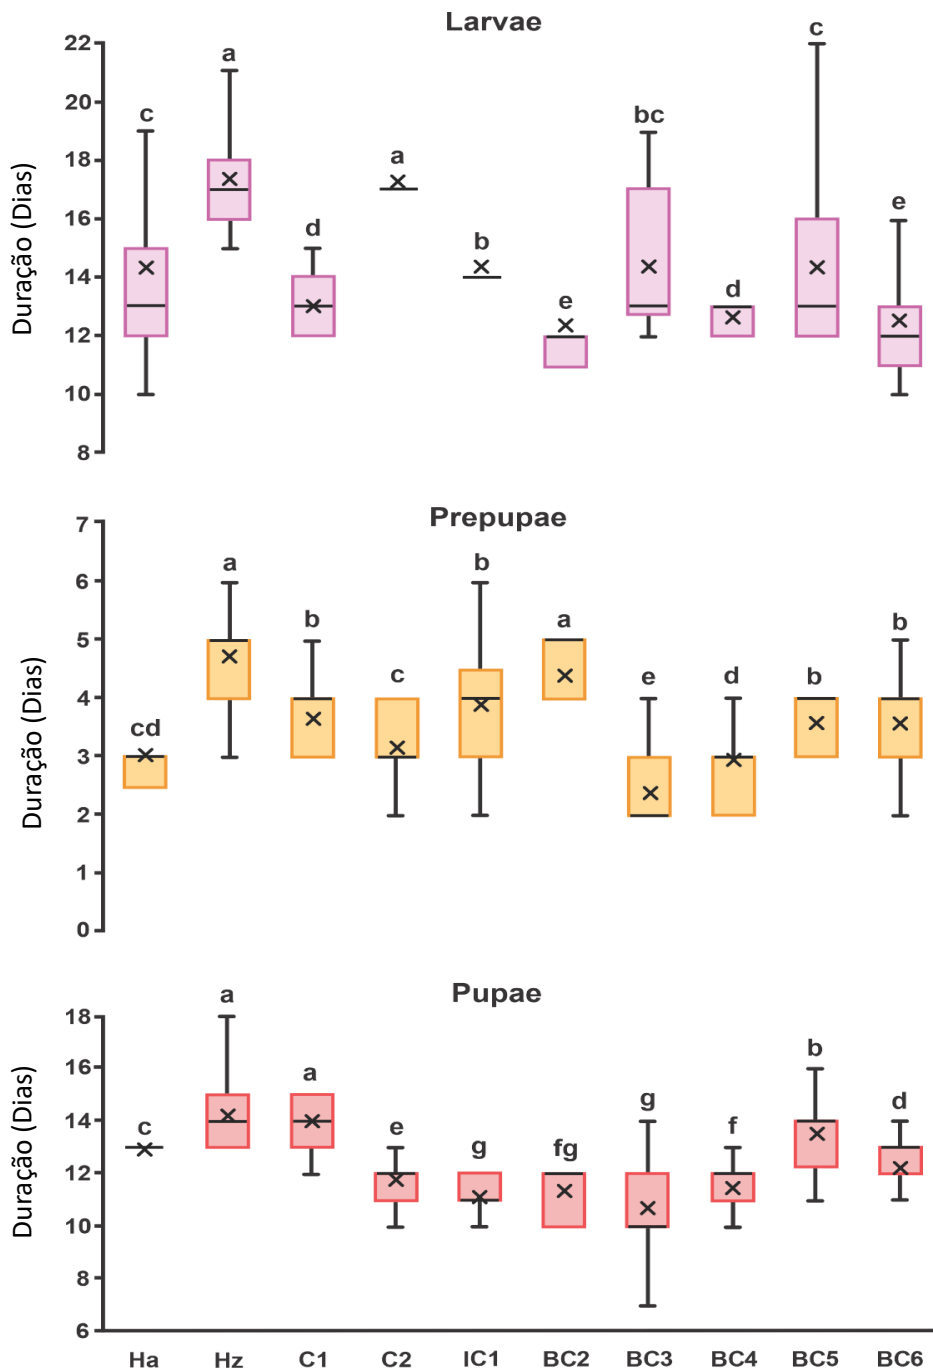 Larvae
Duração (Dias)
22
20
18
16
14
12
10
8
c
a
d
a
b
e
bc
d
c
e
Prepupae
Duração (Dias)
7
6
5
4
3
2
1
0
cd
a
b
c
b
a
e
d
b
b
Pupae
Duração (Dias)
18
16
14
12
10
8
6
c
a
a
e
g
fg
g
f
b
d
Ha Hz C1 C2 IC1 BC2 BC3 BC4 BC5 BC6